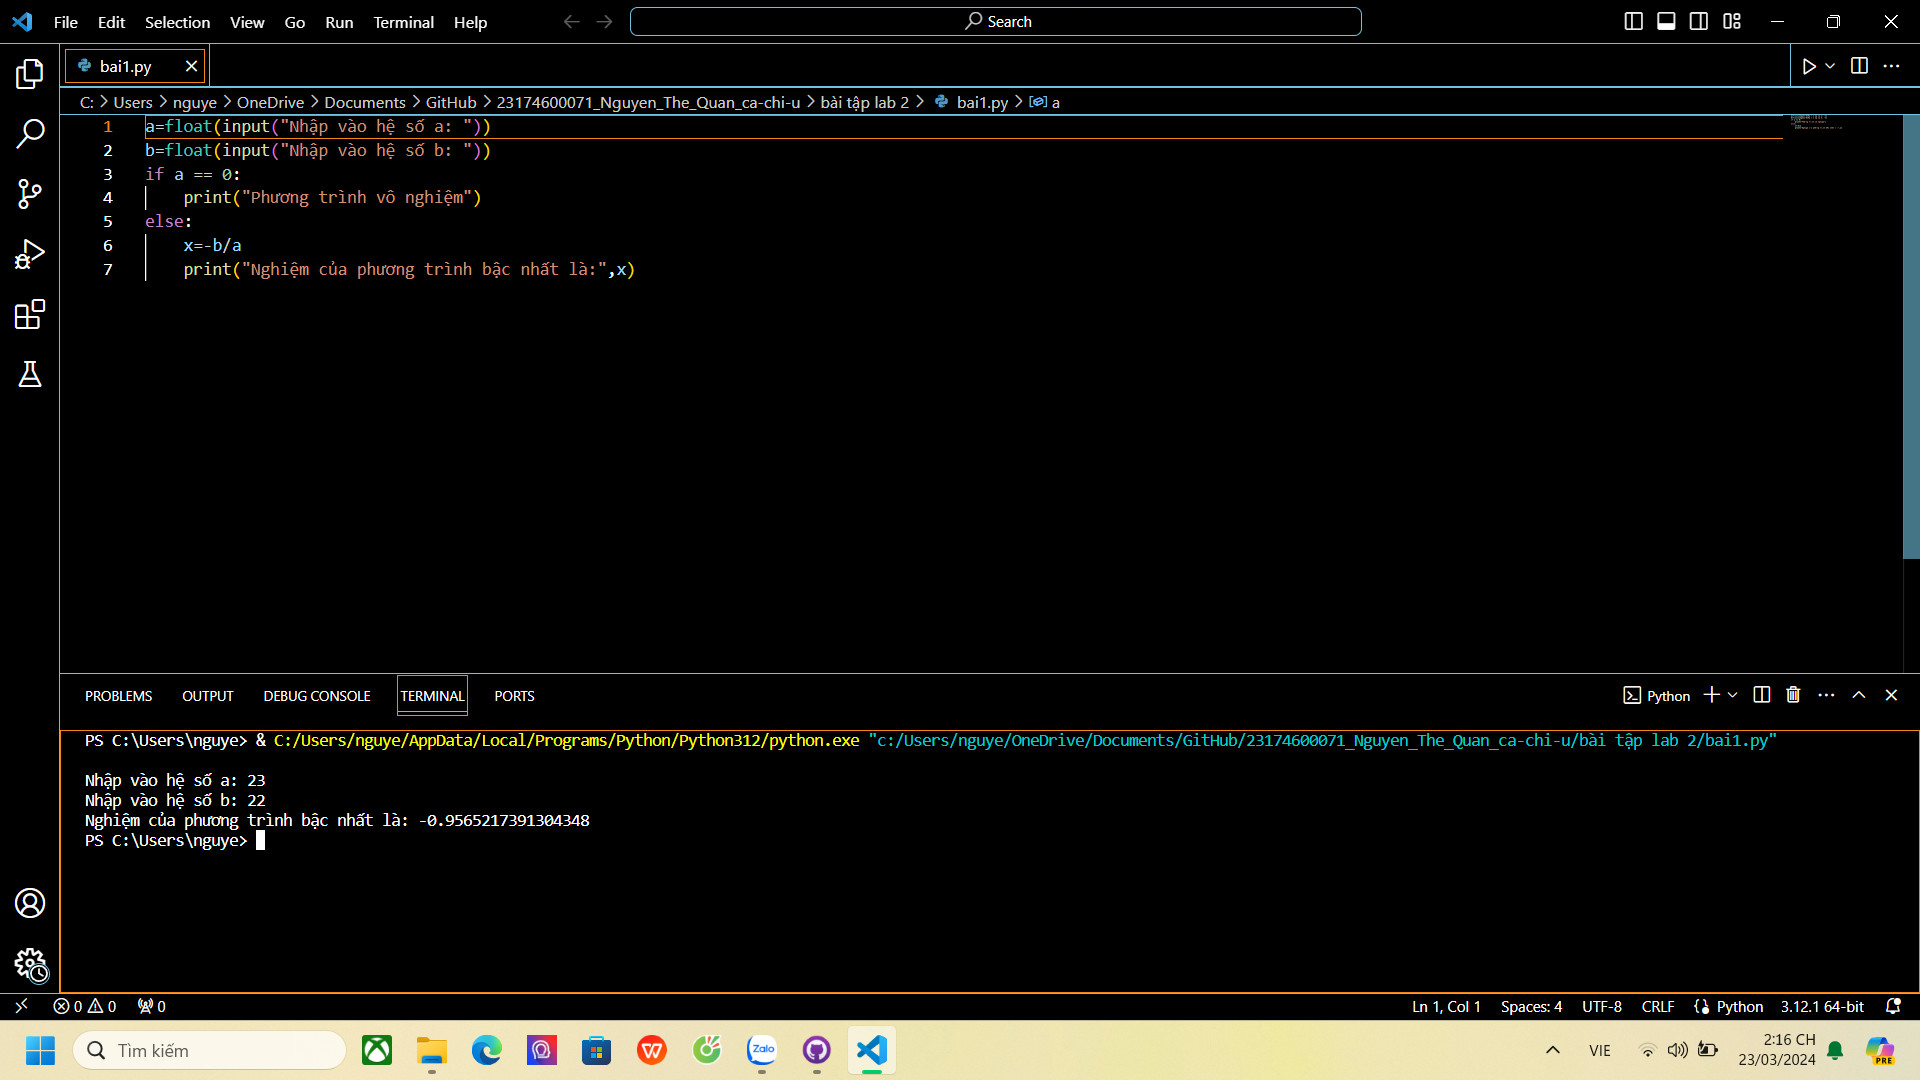 File Edit Selection View Go Run Terminal Help Search
bai1.py
C: > Users > nguye > OneDrive > Documents > GitHub > 23174600071_Nguyen_The_Quan_ca-chi-u > bài tập lab 2 > bai1.py > a
1 a=float(input("Nhập vào hệ số a: "))
2 b=float(input("Nhập vào hệ số b: "))
3 if a == 0:
4     print("Phương trình vô nghiệm")
5 else:
6     x=-b/a
7     print("Nghiệm của phương trình bậc nhất là:",x)
PROBLEMS OUTPUT DEBUG CONSOLE TERMINAL PORTS Python
PS C:\Users\nguye> & C:/Users/nguye/AppData/Local/Programs/Python/Python312/python.exe "c:/Users/nguye/OneDrive/Documents/GitHub/23174600071_Nguyen_The_Quan_ca-chi-u/bài tập lab 2/bai1.py"
Nhập vào hệ số a: 23
Nhập vào hệ số b: 22
Nghiệm của phương trình bậc nhất là: -0.9565217391304348
PS C:\Users\nguye>
0 0 0 Ln 1, Col 1 Spaces: 4 UTF-8 CRLF Python 3.12.1 64-bit
Tìm kiếm Zalo VIE 2:16 CH
23/03/2024 PRE